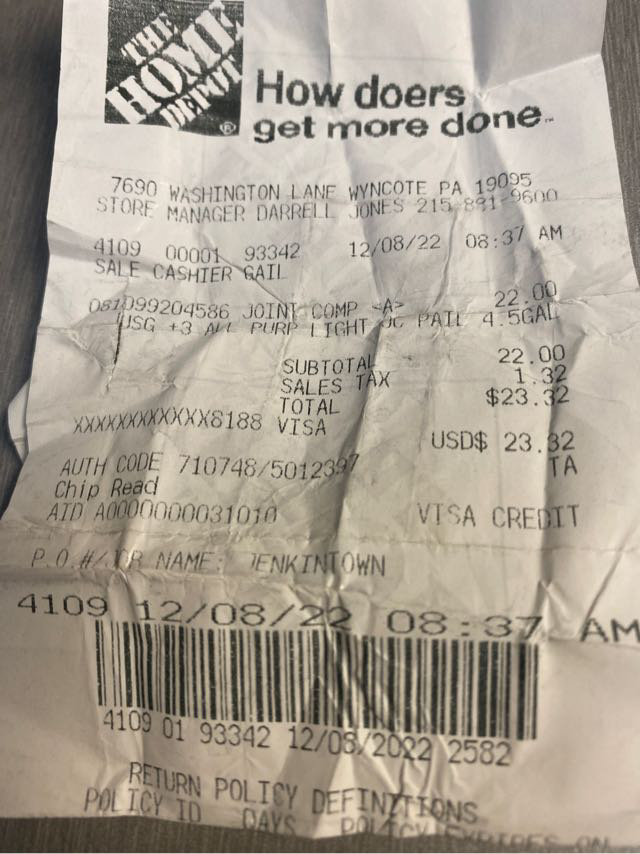 THE
HOME
DEPOT
®
How doers
get more done™
7690 WASHINGTON LANE WYNCOTE PA 19095
STORE MANAGER DARRELL JONES 215-881-9600
4109 00001 93342 12/08/22 08:37 AM
SALE CASHIER GAIL
081099204586 JOINT COMP <A> 22.00
USG +3 ALL PURP LIGHT JC PAIL 4.5GAL
SUBTOTAL 22.00
SALES TAX 1.32
TOTAL $23.32
XXXXXXXXXXXX8188 VISA
USD$ 23.32
AUTH CODE 710748/5012397 TA
Chip Read
AID A0000000031010 VISA CREDIT
P.O.#/JOB NAME: JENKINTOWN
4109 12/08/22 08:37 AM
4109 01 93342 12/08/2022 2582
RETURN POLICY DEFINITIONS
POLICY ID DAYS POLICY EXPIRES ON